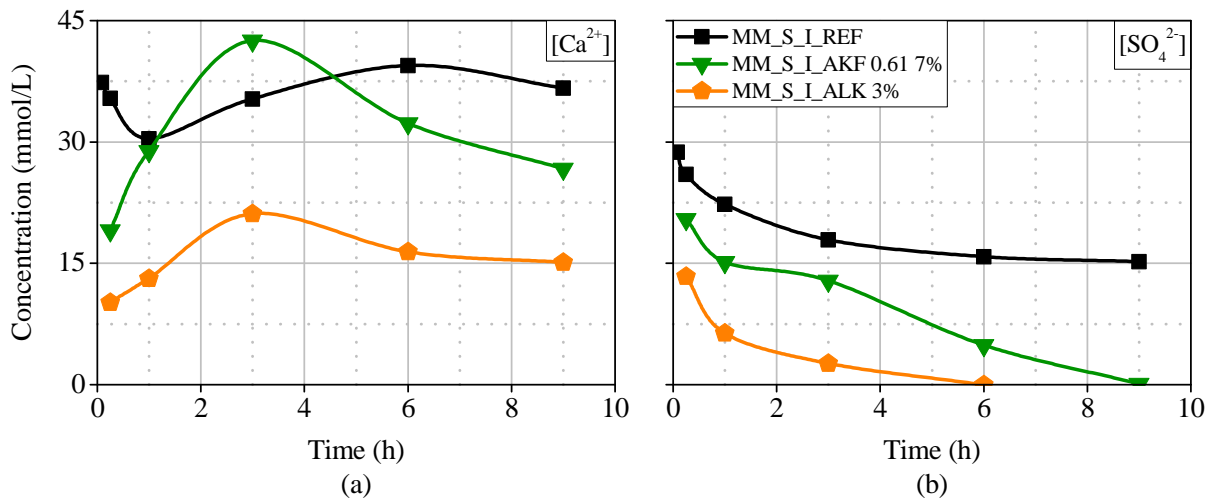 45
30
15
0
Concentration (mmol/L)
[Ca²⁺]
0 2 4 6 8 10
Time (h)
(a)
[SO₄²⁻]
MM_S_I_REF
MM_S_I_AKF 0.61 7%
MM_S_I_ALK 3%
0 2 4 6 8 10
Time (h)
(b)